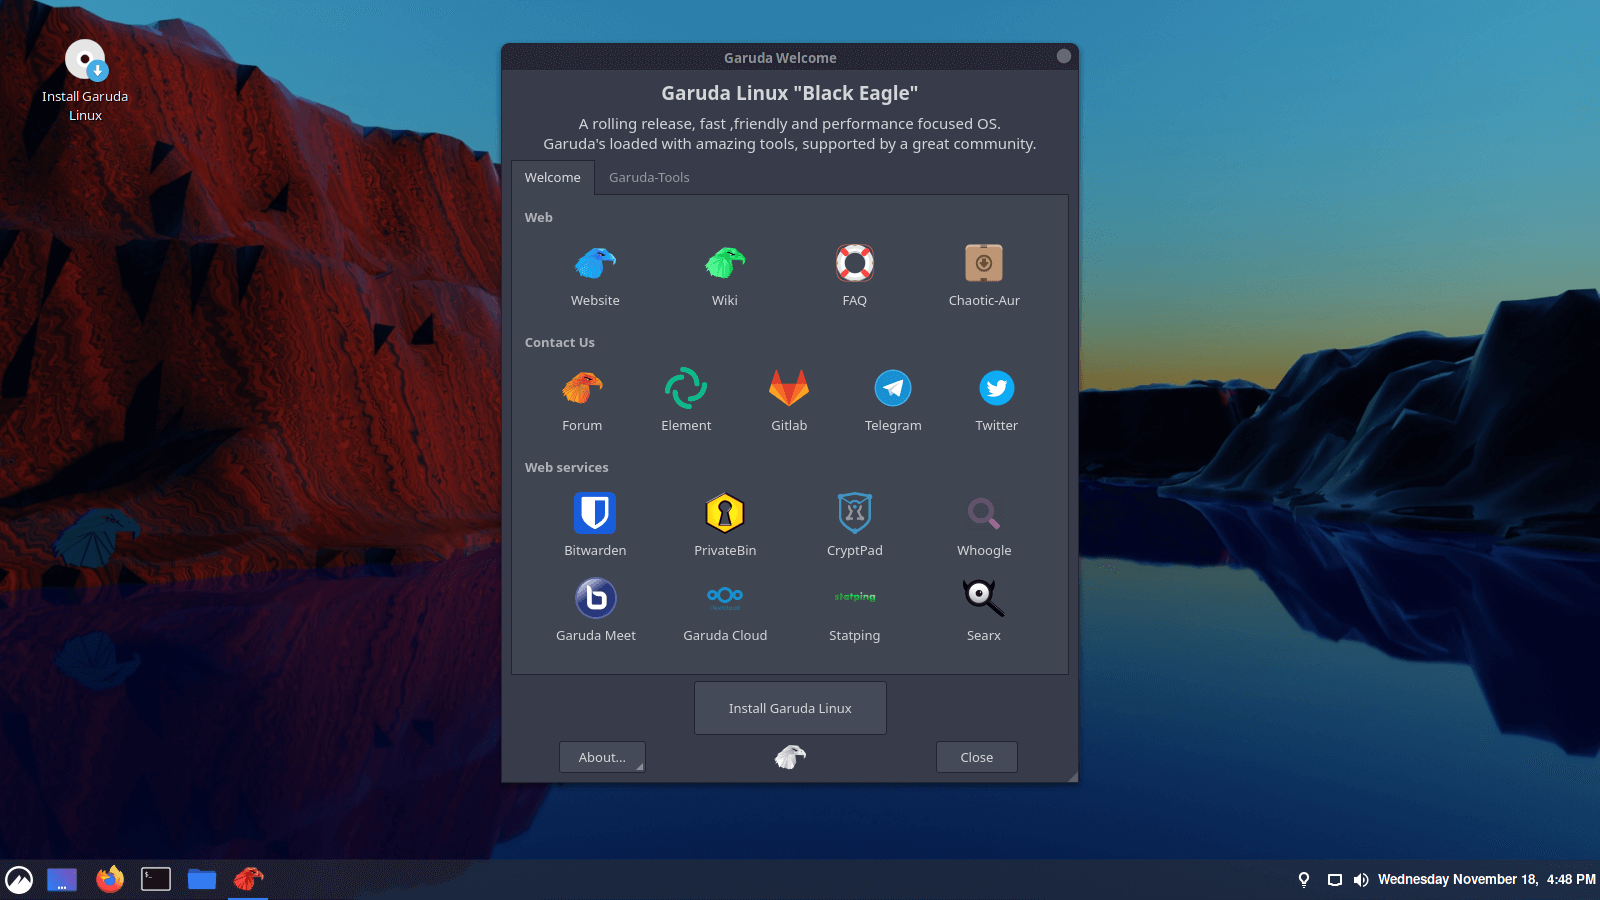 Install Garuda
Linux
Garuda Welcome
Garuda Linux "Black Eagle"
A rolling release, fast ,friendly and performance focused OS.
Garuda's loaded with amazing tools, supported by a great community.
Welcome Garuda-Tools
Web
Website Wiki FAQ Chaotic-Aur
Contact Us
Forum Element Gitlab Telegram Twitter
Web services
Bitwarden PrivateBin CryptPad Whoogle
statping
Garuda Meet Garuda Cloud Statping Searx
Install Garuda Linux
About... Close
$_
Wednesday November 18, 4:48 PM